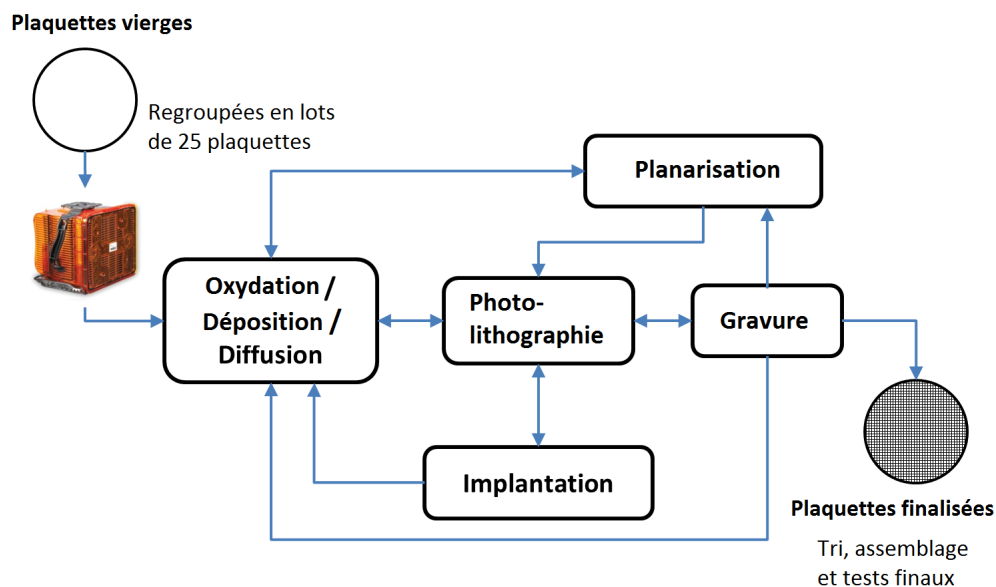 Plaquettes vierges
Regroupées en lots
de 25 plaquettes
Planarisation
Oxydation /
Déposition /
Diffusion
Photo-
lithographie
Gravure
Implantation
Plaquettes finalisées
Tri, assemblage
et tests finaux